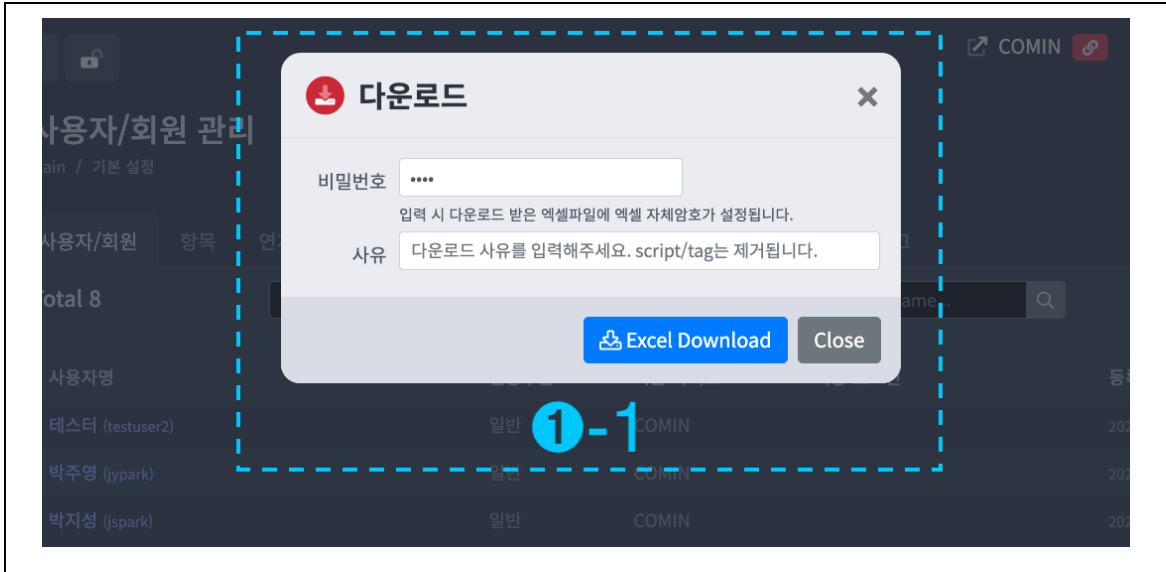 COMIN
다운로드
사용자/회원 관리
기본 설정
비밀번호 ••••
입력 시 다운로드 받은 엑셀파일에 엑셀 자체암호가 설정됩니다.
사용자/회원 항목
사유 다운로드 사유를 입력해주세요. script/tag는 제거됩니다.
Total 8
Excel Download Close
사용자명
❶-1
테스터 (testuser2) 일반 COMIN
박주영 (jypark) 일반 COMIN
박지성 (jspark) 일반 COMIN